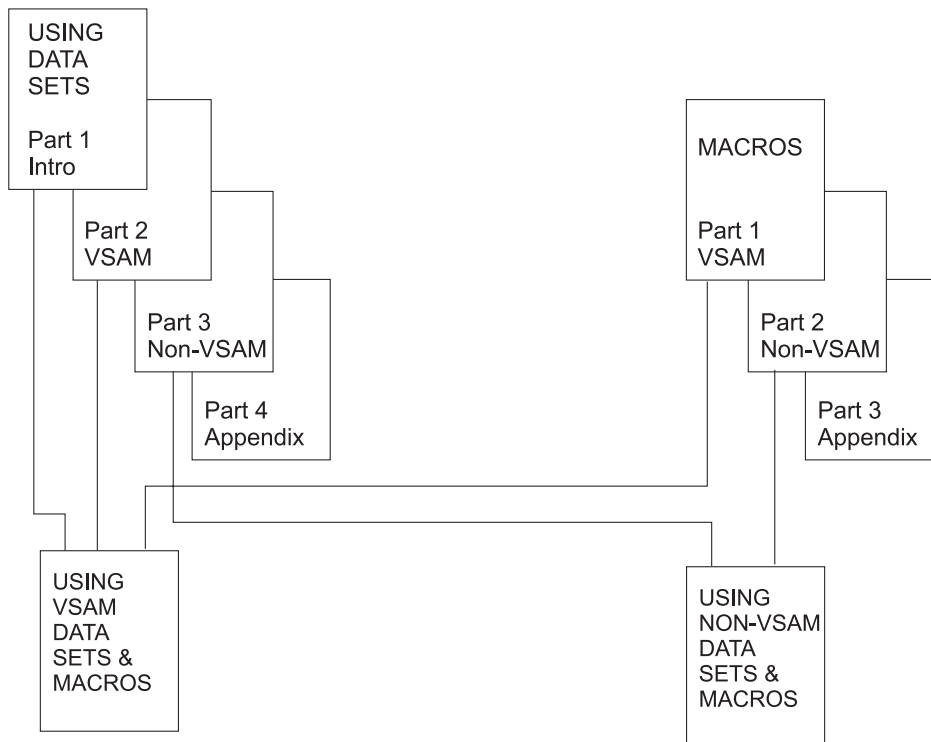 USING
DATA
SETS
Part 1
Intro
Part 2
VSAM
Part 3
Non-VSAM
Part 4
Appendix
MACROS
Part 1
VSAM
Part 2
Non-VSAM
Part 3
Appendix
USING
VSAM
DATA
SETS &
MACROS
USING
NON-VSAM
DATA
SETS &
MACROS